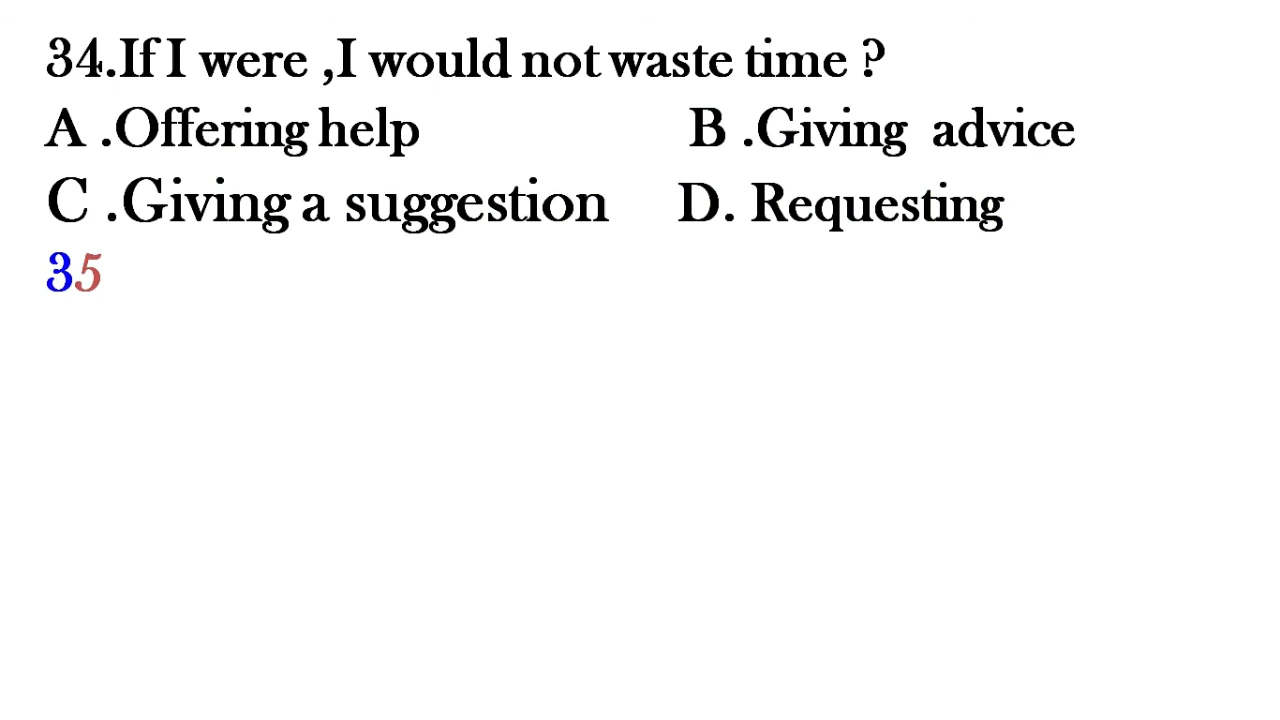 34.If I were ,I would not waste time ?
A .Offering help B .Giving advice
C .Giving a suggestion D. Requesting
35